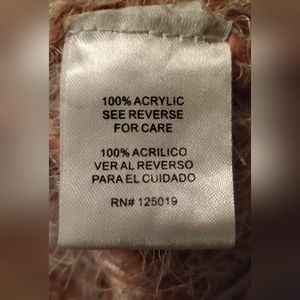 100% ACRYLIC
SEE REVERSE
FOR CARE
100% ACRILICO
VER AL REVERSO
PARA EL CUIDADO
RN# 125019